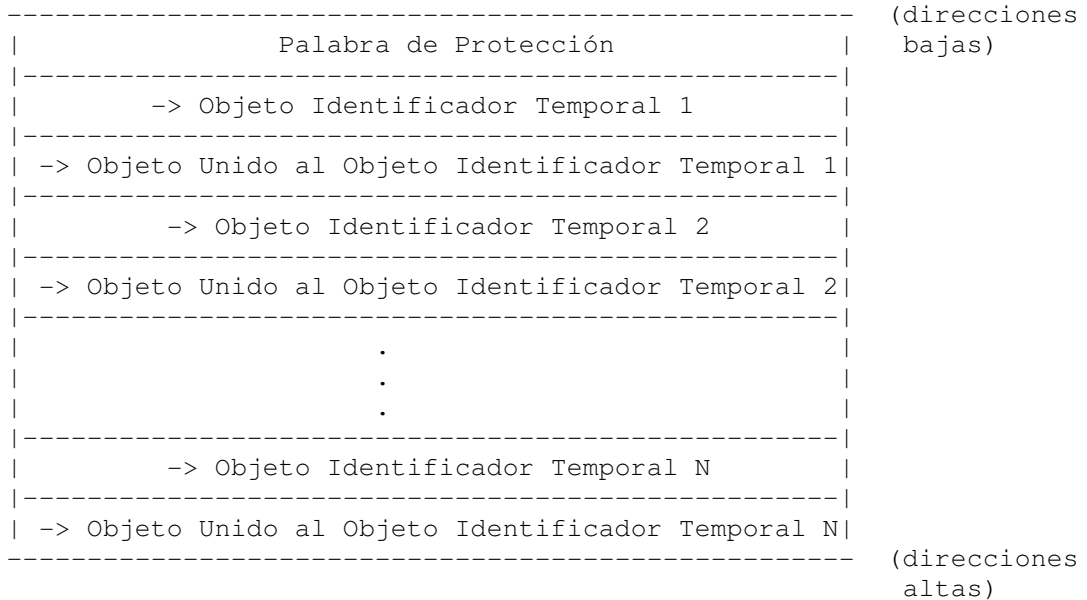 ---------------------------------------------------- (direcciones
| Palabra de Protección | bajas)
|--------------------------------------------------|
| -> Objeto Identificador Temporal 1 |
|--------------------------------------------------|
| -> Objeto Unido al Objeto Identificador Temporal 1|
|--------------------------------------------------|
| -> Objeto Identificador Temporal 2 |
|--------------------------------------------------|
| -> Objeto Unido al Objeto Identificador Temporal 2|
|--------------------------------------------------|
| . |
| . |
| . |
|--------------------------------------------------|
| -> Objeto Identificador Temporal N |
|--------------------------------------------------|
| -> Objeto Unido al Objeto Identificador Temporal N|
---------------------------------------------------- (direcciones
altas)